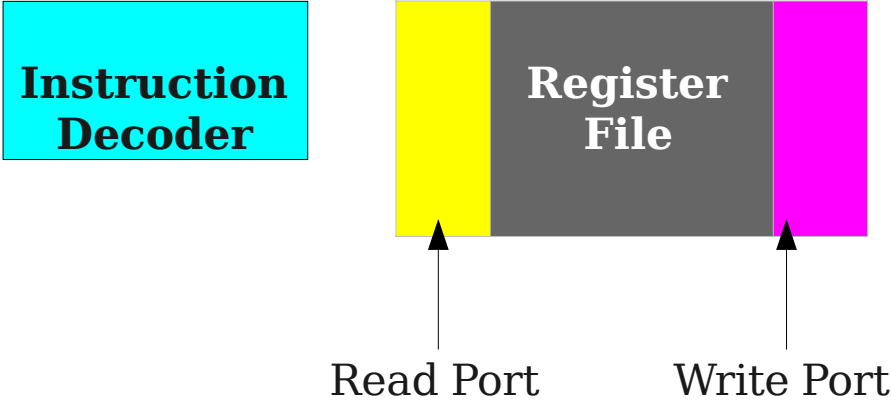 Instruction
Decoder
Register
File
Read Port
Write Port